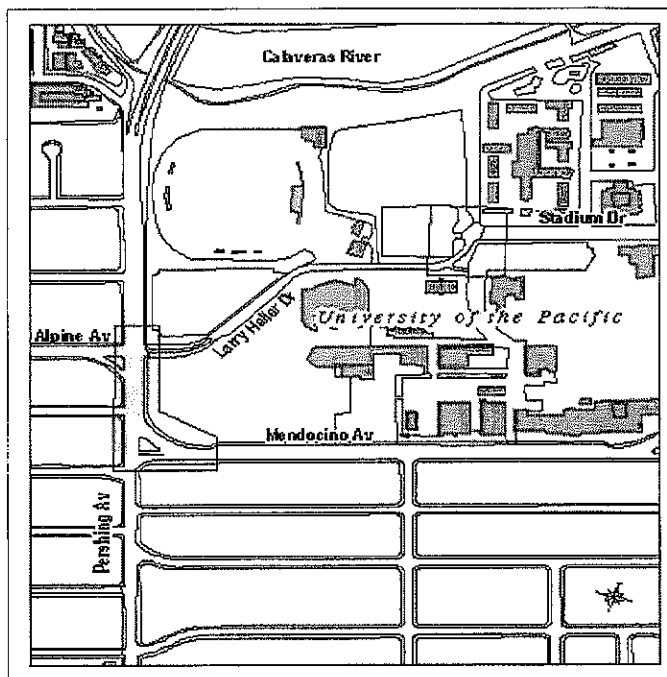 Calaveras River
Stadium Dr
University of the Pacific
Larry Heller Dr
Alpine Av
Mendocino Av
Pershing Av